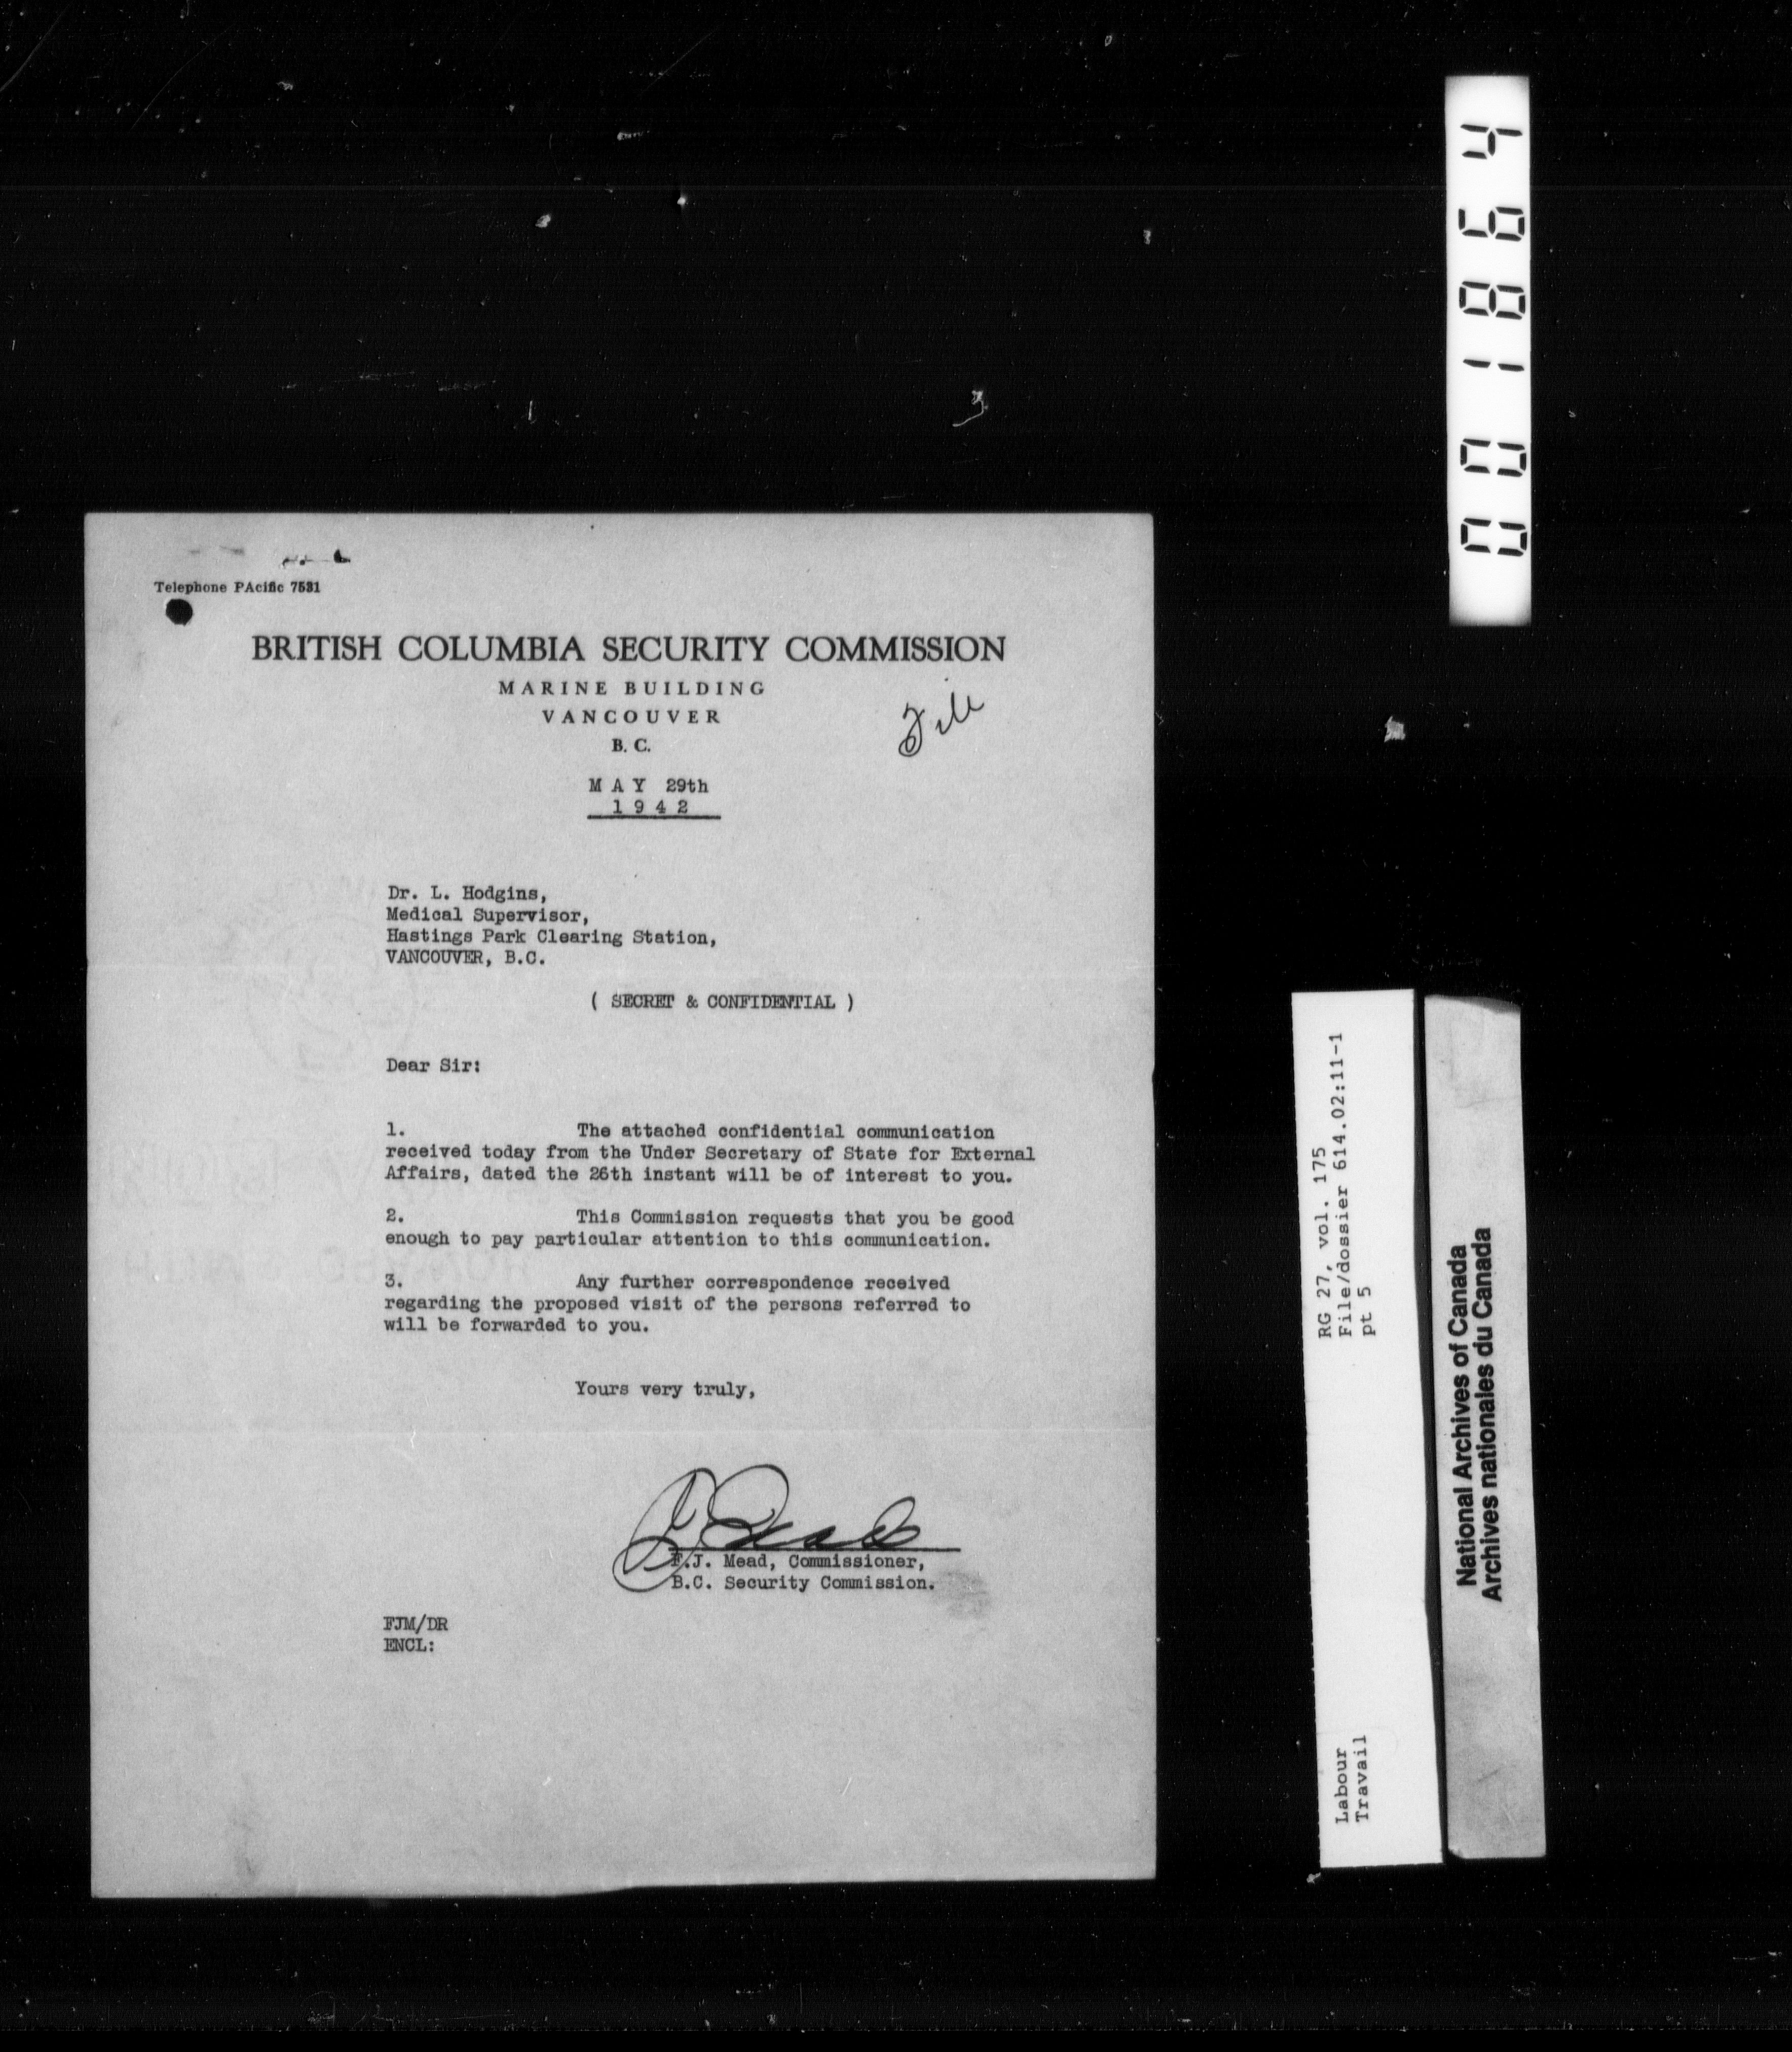 Telephone PAcific 7531
BRITISH COLUMBIA SECURITY COMMISSION
MARINE BUILDING
VANCOUVER
B. C.
File
M A Y 29th
1 9 4 2
Dr. L. Hodgins,
Medical Supervisor,
Hastings Park Clearing Station,
VANCOUVER, B.C.
( SECRET & CONFIDENTIAL )
Dear Sir:
1. The attached confidential communication
received today from the Under Secretary of State for External
Affairs, dated the 26th instant will be of interest to you.
2. This Commission requests that you be good
enough to pay particular attention to this communication.
3. Any further correspondence received
regarding the proposed visit of the persons referred to
will be forwarded to you.
Yours very truly,
F.J. Mead, Commissioner,
B.C. Security Commission.
FJM/DR
ENCL:
001864
RG 27, vol. 175
File/dossier 614.02:11-1
pt 5
Labour
Travail
National Archives of Canada
Archives nationales du Canada